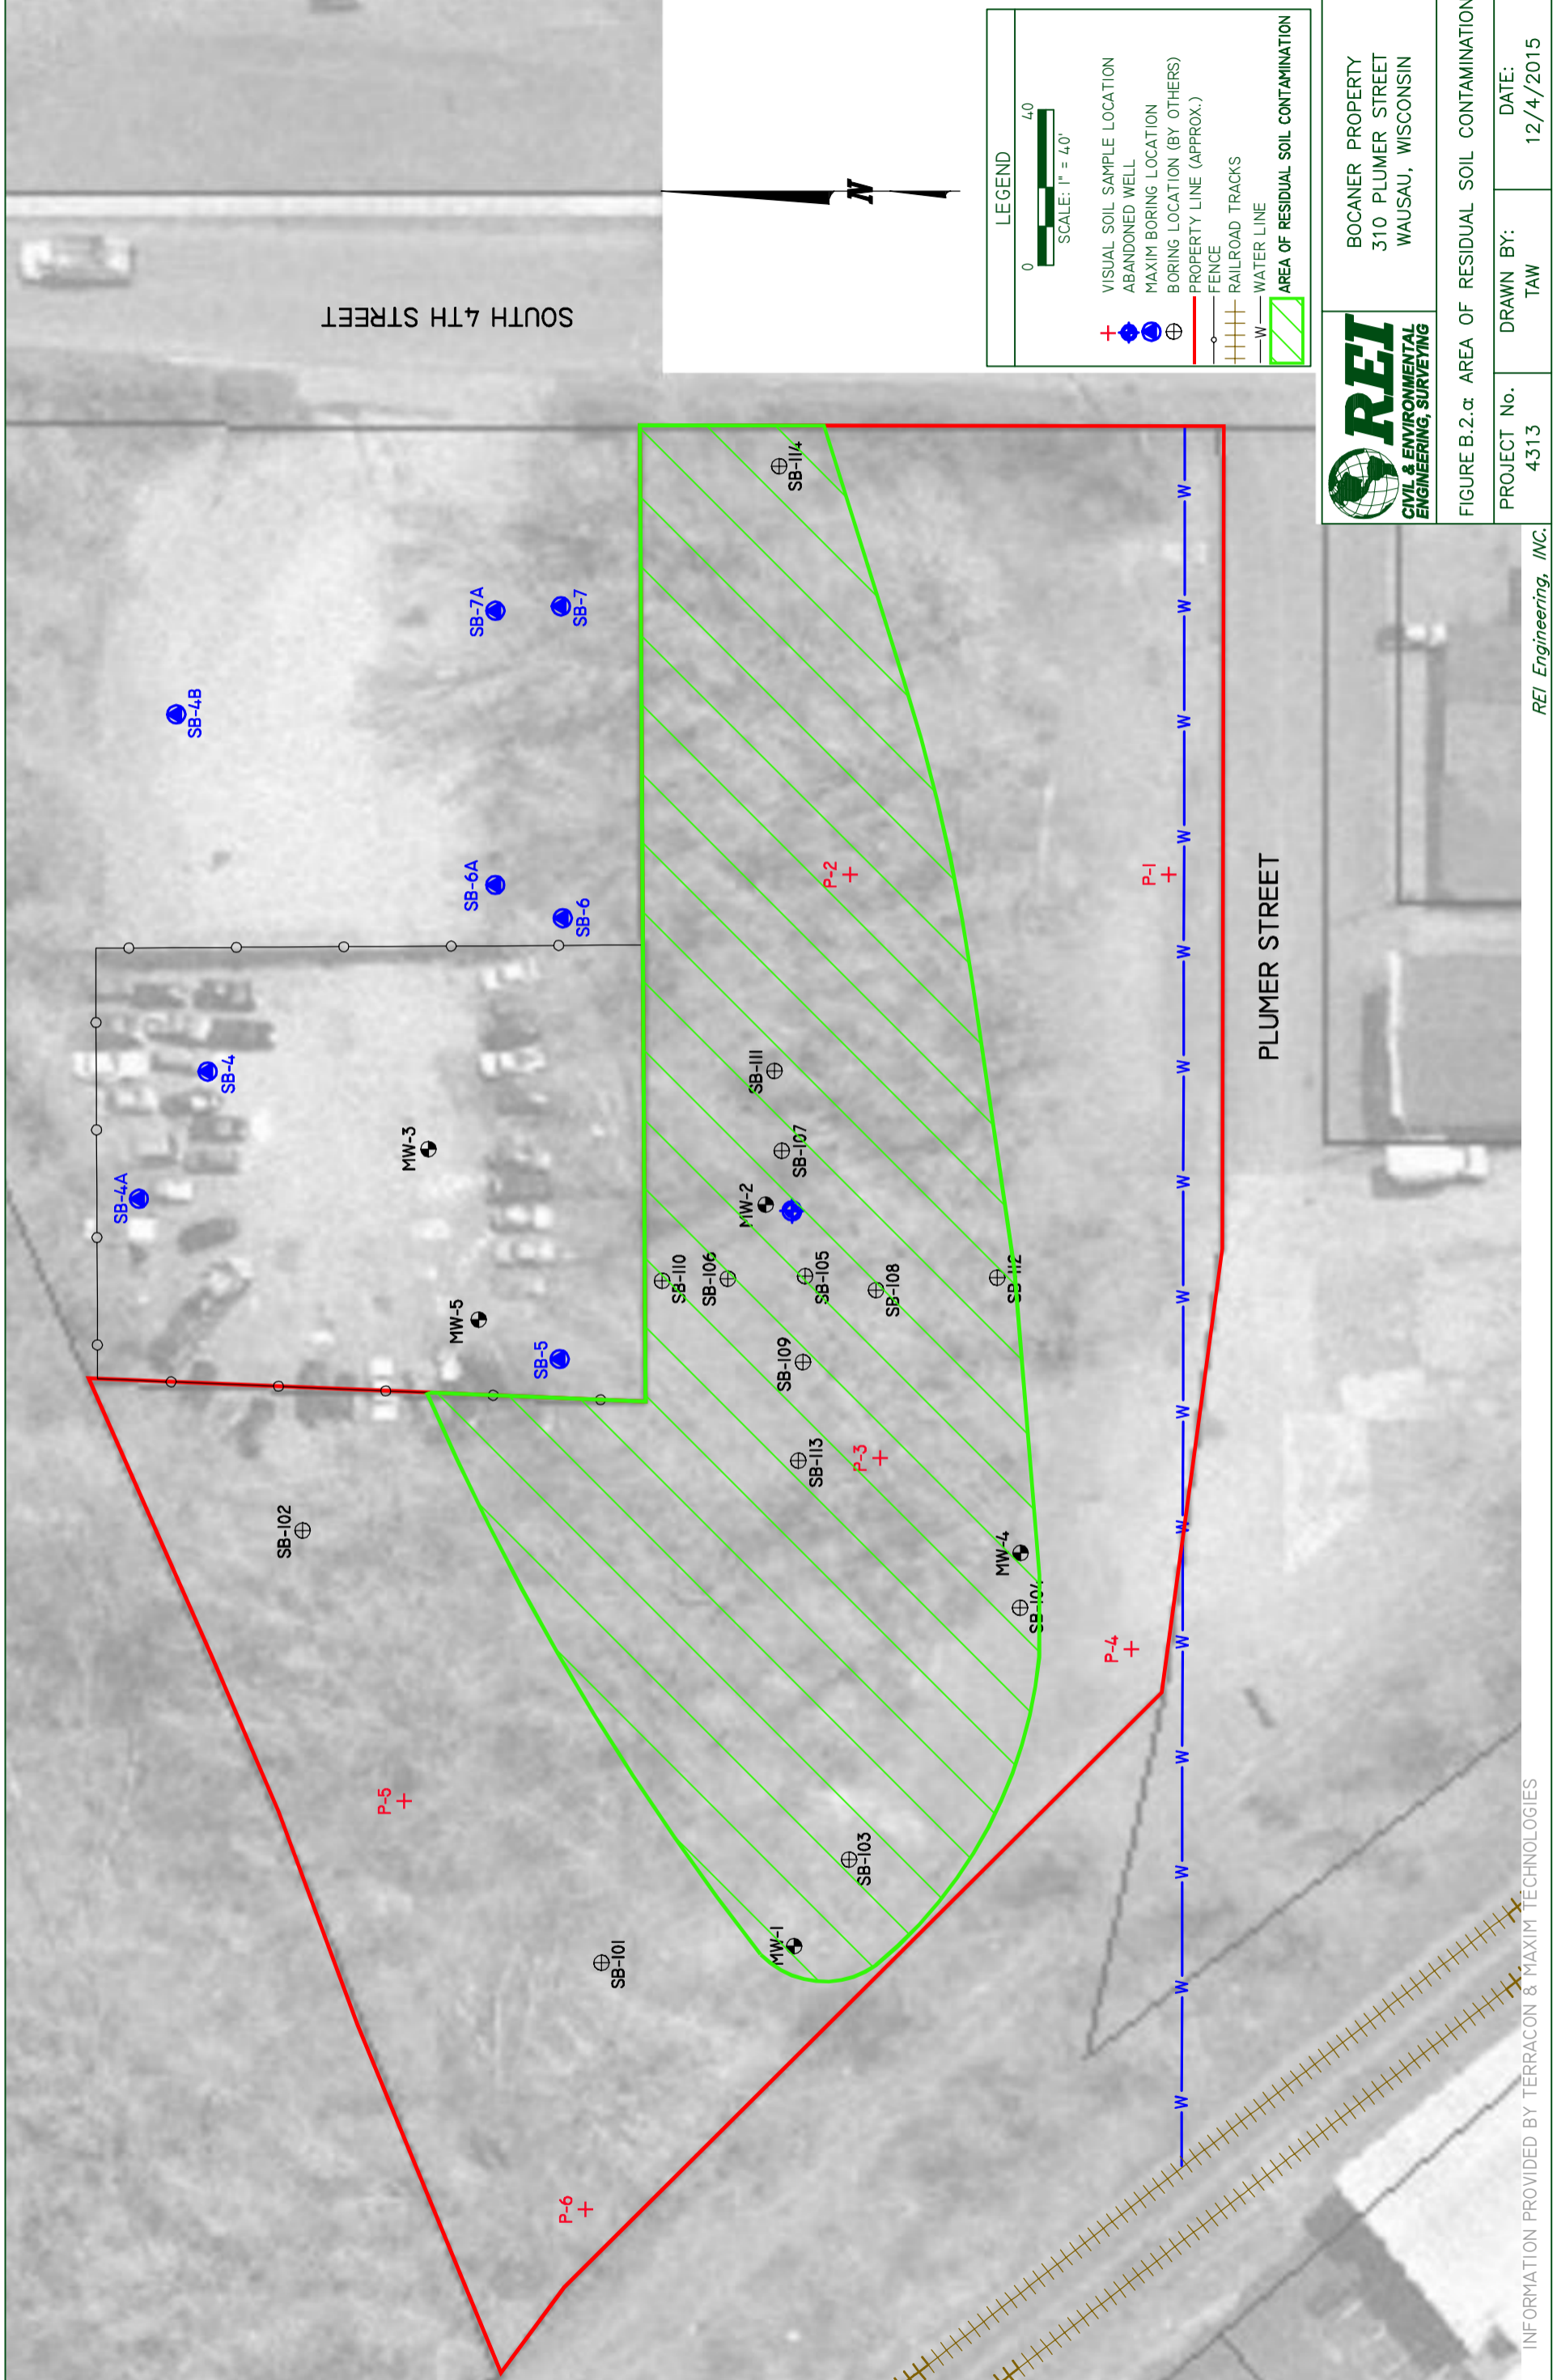 SOUTH 4TH STREET
SB-4A
SB-4
SB-4B
MW-3
MW-5
SB-5
SB-6A
SB-6
SB-7A
SB-7
SB-102
P-5
SB-101
P-6
MW-1
SB-103
SB-113
P-3
SB-109
SB-110
SB-106
SB-105
SB-108
MW-2
SB-107
SB-111
P-2
SB-114
SB-112
MW-4
SB-104
P-4
P-1
W W W W W W W W W W W W W W W
PLUMER STREET
N
LEGEND
0 40
SCALE: 1" = 40'
VISUAL SOIL SAMPLE LOCATION
ABANDONED WELL
MAXIM BORING LOCATION
BORING LOCATION (BY OTHERS)
PROPERTY LINE (APPROX.)
FENCE
RAILROAD TRACKS
W WATER LINE
AREA OF RESIDUAL SOIL CONTAMINATION
REI
CIVIL & ENVIRONMENTAL
ENGINEERING, SURVEYING
BOCANER PROPERTY
310 PLUMER STREET
WAUSAU, WISCONSIN
FIGURE B.2.a: AREA OF RESIDUAL SOIL CONTAMINATION
PROJECT No. DRAWN BY: DATE:
4313 TAW 12/4/2015
INFORMATION PROVIDED BY TERRACON & MAXIM TECHNOLOGIES
REI Engineering, INC.